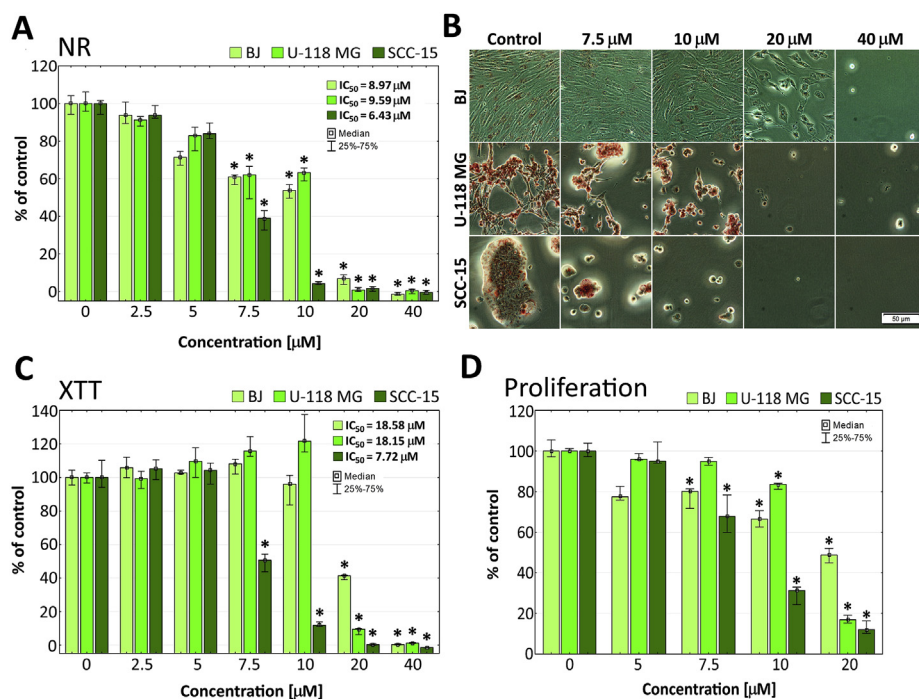 A NR
BJ U-118 MG SCC-15
120
100
80
60
40
20
0
% of control
IC50 = 8.97 µM
IC50 = 9.59 µM
IC50 = 6.43 µM
Median
25%-75%
* * * * * * * * * * * *
0 2.5 5 7.5 10 20 40
Concentration [µM]
B
Control 7.5 µM 10 µM 20 µM 40 µM
BJ
U-118 MG
SCC-15
50 µm
C XTT
BJ U-118 MG SCC-15
140
120
100
80
60
40
20
0
% of control
IC50 = 18.58 µM
IC50 = 18.15 µM
IC50 = 7.72 µM
Median
25%-75%
* * * * * * * *
0 2.5 5 7.5 10 20 40
Concentration [µM]
D Proliferation
BJ U-118 MG SCC-15
120
100
80
60
40
20
0
% of control
Median
25%-75%
* * * * * * * *
0 5 7.5 10 20
Concentration [µM]